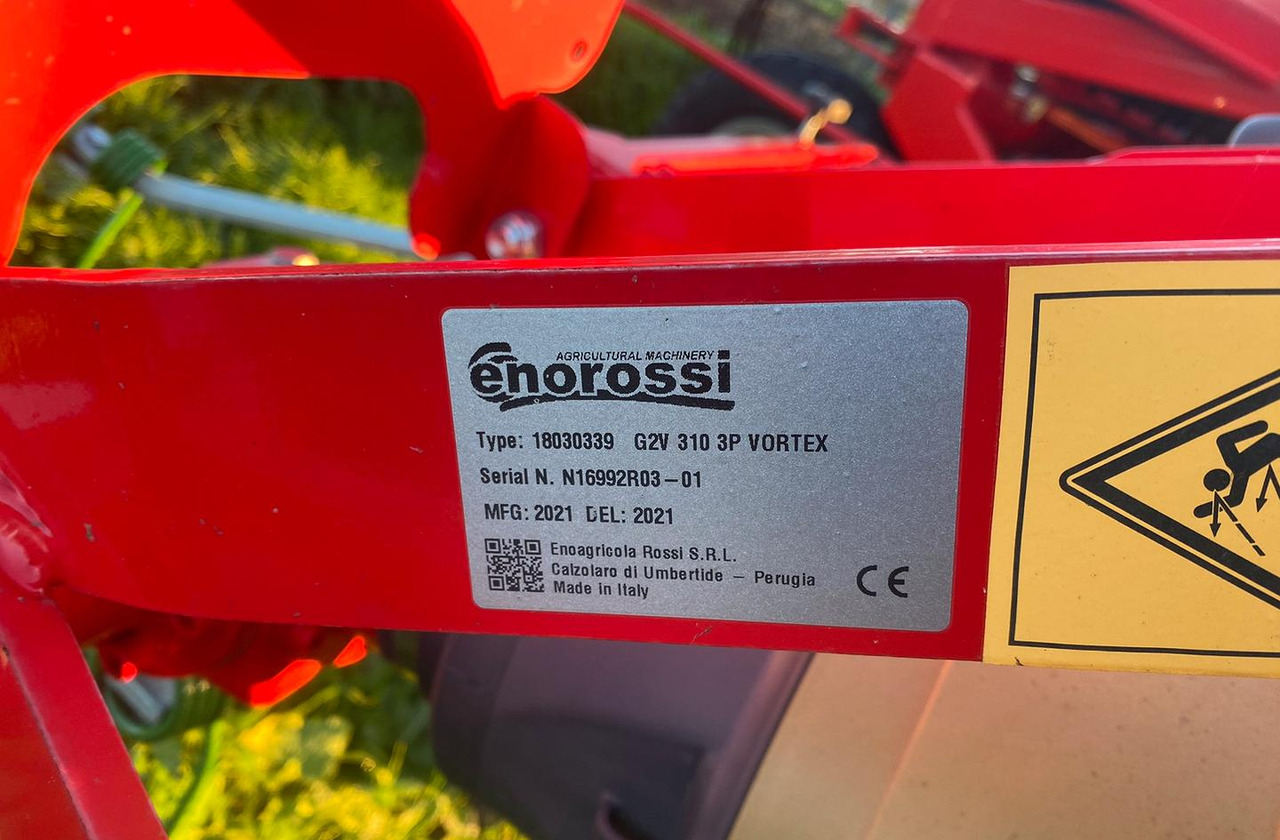 AGRICULTURAL MACHINERY
enorossi
Type: 18030339 G2V 310 3P VORTEX
Serial N. N16992R03-01
MFG: 2021 DEL: 2021
Enoagricola Rossi S.R.L.
Calzolaro di Umbertide – Perugia
Made in Italy
CE